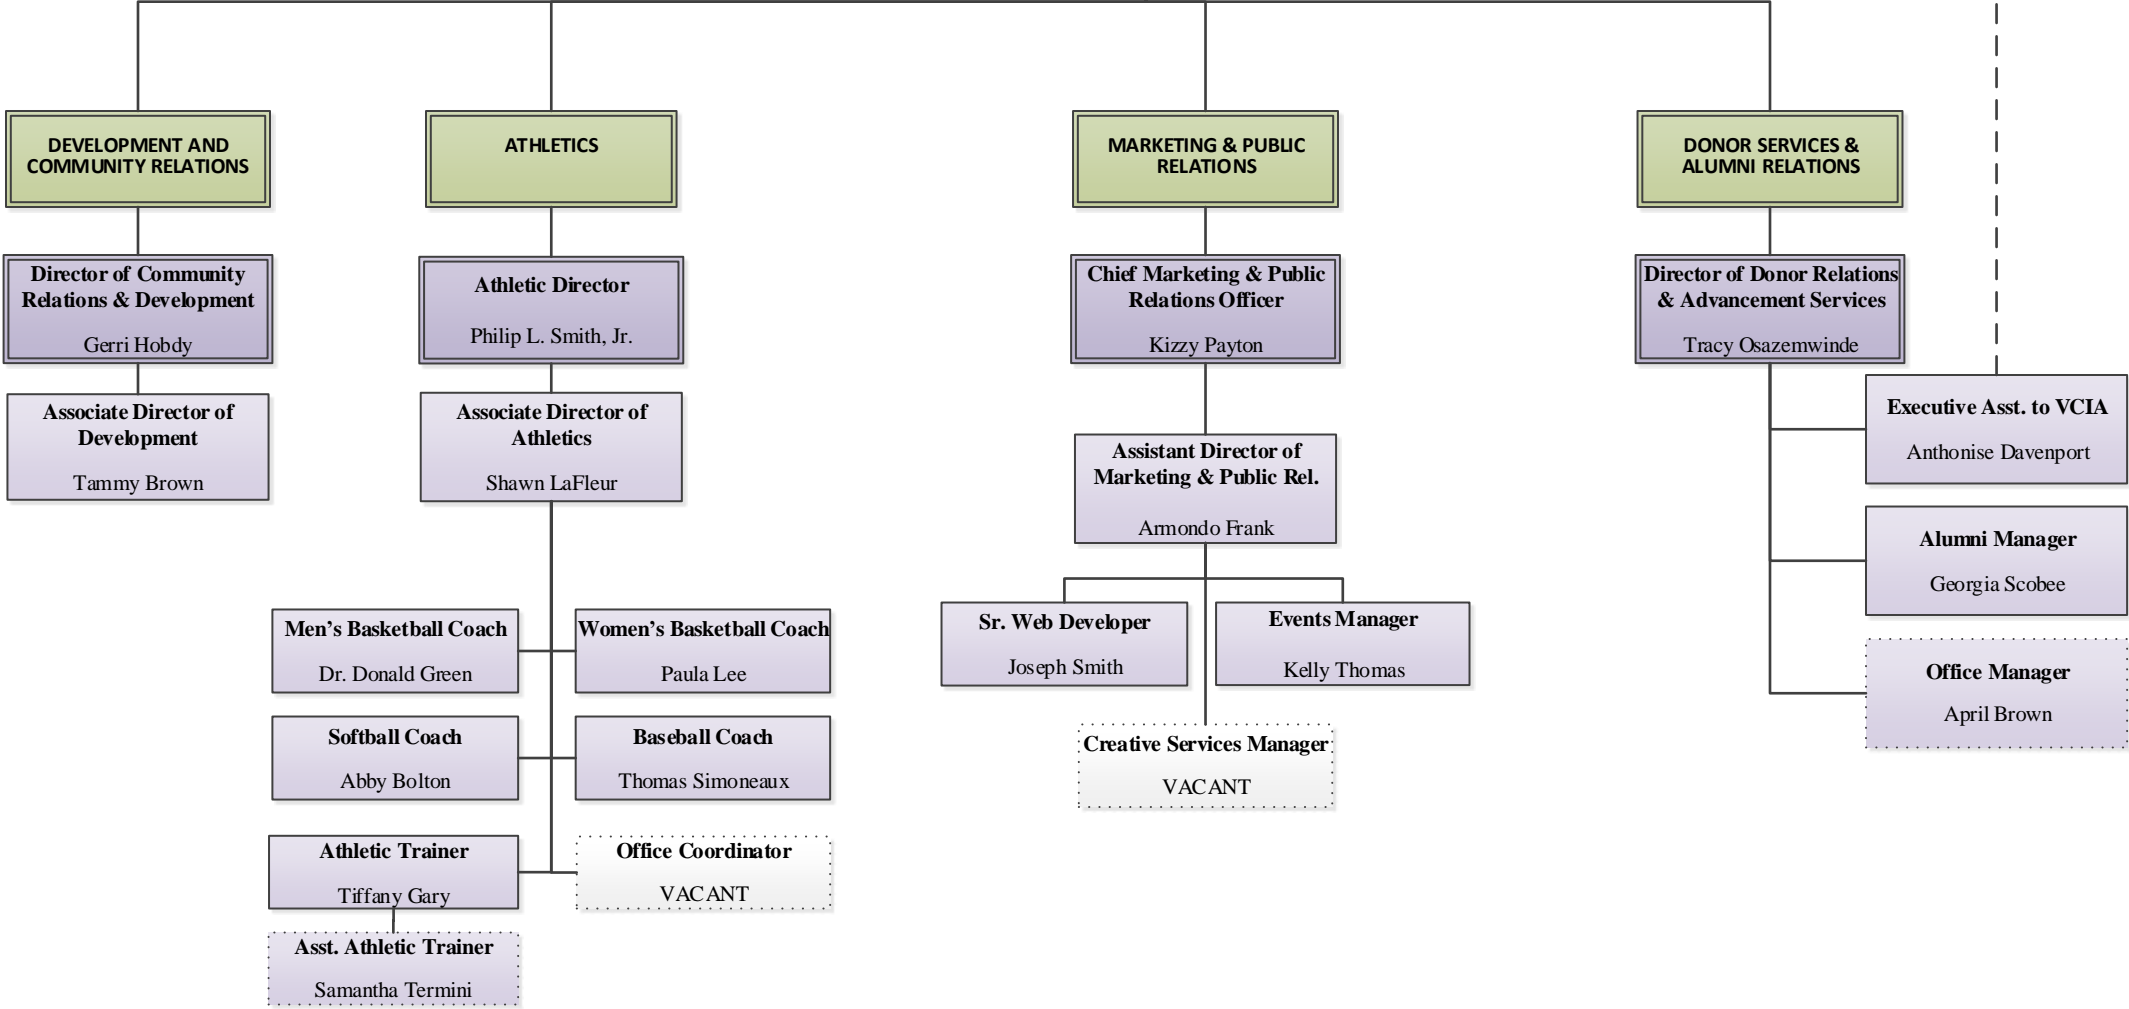 DEVELOPMENT AND
COMMUNITY RELATIONS
Director of Community
Relations & Development
Gerri Hobdy
Associate Director of
Development
Tammy Brown
ATHLETICS
Athletic Director
Philip L. Smith, Jr.
Associate Director of
Athletics
Shawn LaFleur
Men's Basketball Coach
Dr. Donald Green
Women's Basketball Coach
Paula Lee
Softball Coach
Abby Bolton
Baseball Coach
Thomas Simoneaux
Athletic Trainer
Tiffany Gary
Office Coordinator
VACANT
Asst. Athletic Trainer
Samantha Termini
MARKETING & PUBLIC
RELATIONS
Chief Marketing & Public
Relations Officer
Kizzy Payton
Assistant Director of
Marketing & Public Rel.
Armondo Frank
Sr. Web Developer
Joseph Smith
Events Manager
Kelly Thomas
Creative Services Manager
VACANT
DONOR SERVICES &
ALUMNI RELATIONS
Director of Donor Relations
& Advancement Services
Tracy Osazemwinde
Executive Asst. to VCIA
Anthonise Davenport
Alumni Manager
Georgia Scobee
Office Manager
April Brown